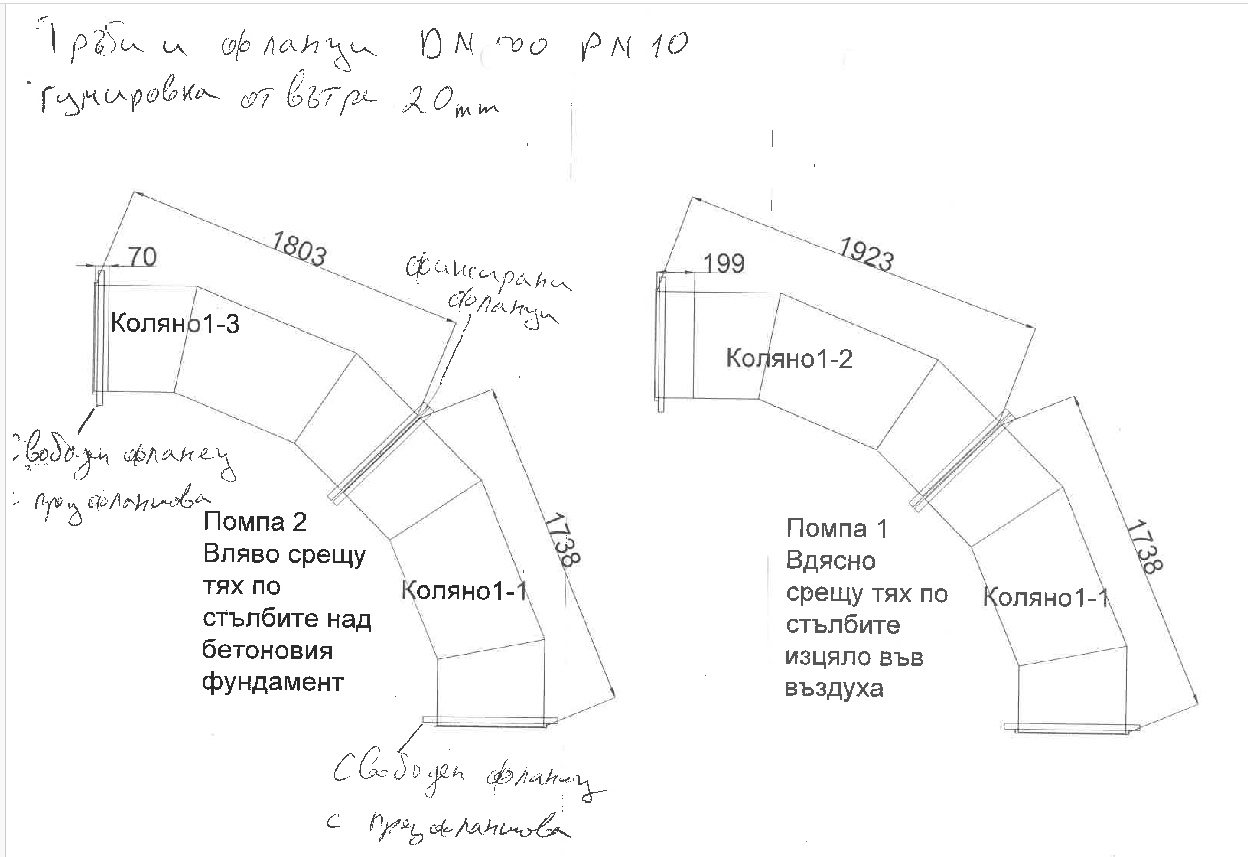 Тръби и фланци DN 700 PN 10
Гумировка отвътре 20mm
1803
70
фиксирани
фланци
Коляно1-3
Свободен фланец
с предфланшова
Помпа 2
Вляво срещу
тях по
стълбите над
бетоновия
фундамент
1738
Коляно1-1
Свободен фланец
с предфланшова
1923
199
Коляно1-2
Помпа 1
Вдясно
срещу тях по
стълбите
изцяло във
въздуха
1738
Коляно1-1